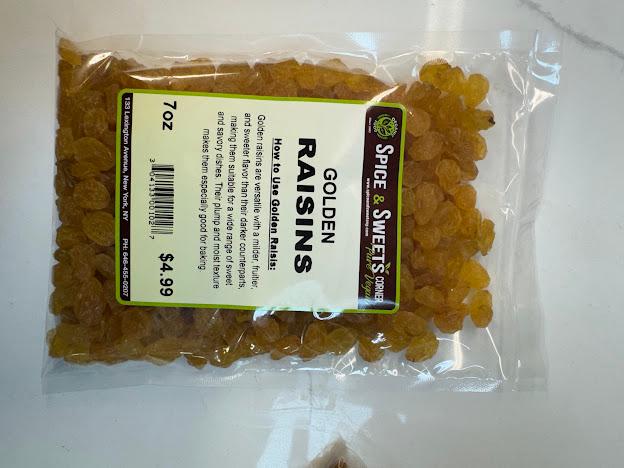 SPICE & SWEETS
CORNER
Pure Vegan
GOLDEN
RAISINS
How to Use Golden Raisis:
Golden raisins are versatile with a milder, fruitier,
and sweeter flavor than their darker counterparts,
making them suitable for a wide range of sweet
and savory dishes. Their plump and moist texture
makes them especially good for baking.
7oz
$4.99
133 Lexington Avenue, New York, NY
PH: 646-455-0207